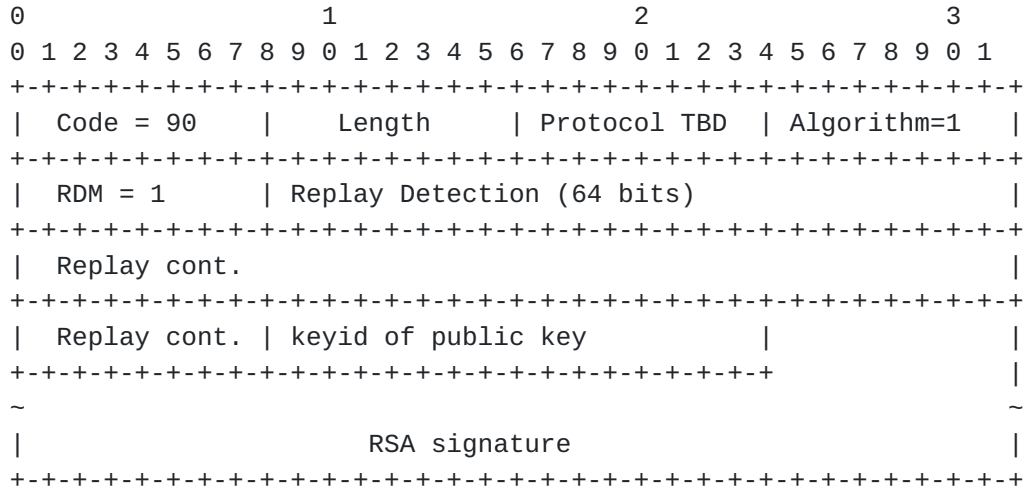 0                   1                   2                   3
0 1 2 3 4 5 6 7 8 9 0 1 2 3 4 5 6 7 8 9 0 1 2 3 4 5 6 7 8 9 0 1
+-+-+-+-+-+-+-+-+-+-+-+-+-+-+-+-+-+-+-+-+-+-+-+-+-+-+-+-+-+-+-+-+
|  Code = 90    |    Length     | Protocol TBD  | Algorithm=1   |
+-+-+-+-+-+-+-+-+-+-+-+-+-+-+-+-+-+-+-+-+-+-+-+-+-+-+-+-+-+-+-+-+
|  RDM = 1      | Replay Detection (64 bits)                    |
+-+-+-+-+-+-+-+-+-+-+-+-+-+-+-+-+-+-+-+-+-+-+-+-+-+-+-+-+-+-+-+-+
|  Replay cont.                                                 |
+-+-+-+-+-+-+-+-+-+-+-+-+-+-+-+-+-+-+-+-+-+-+-+-+-+-+-+-+-+-+-+-+
|  Replay cont. | keyid of public key           |               |
+-+-+-+-+-+-+-+-+-+-+-+-+-+-+-+-+-+-+-+-+-+-+-+-+               |
~                                                               ~
|                      RSA signature                            |
+-+-+-+-+-+-+-+-+-+-+-+-+-+-+-+-+-+-+-+-+-+-+-+-+-+-+-+-+-+-+-+-+